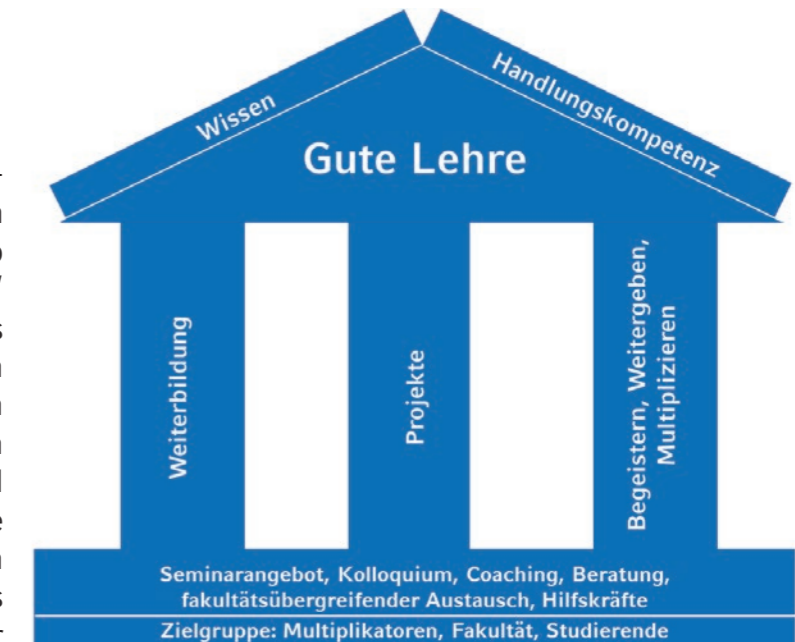 Wissen
Handlungskompetenz
Gute Lehre
Weiterbildung
Projekte
Begeistern, Weitergeben,
Multiplizieren
Seminarangebot, Kolloquium, Coaching, Beratung,
fakultätsübergreifender Austausch, Hilfskräfte
Zielgruppe: Multiplikatoren, Fakultät, Studierende